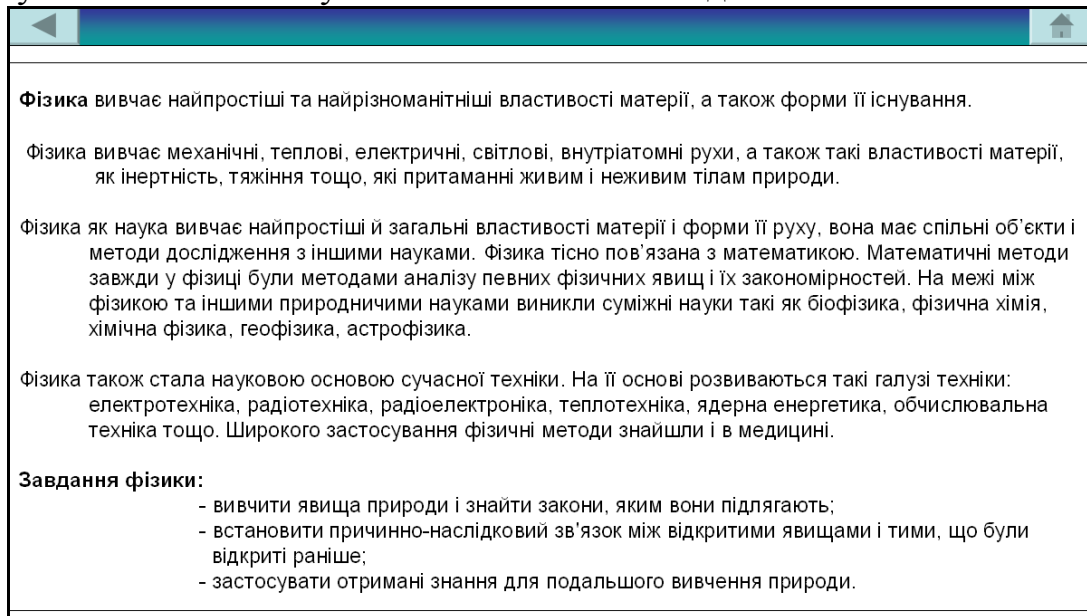 Фізика вивчає найпростіші та найрізноманітніші властивості матерії, а також форми її існування.
Фізика вивчає механічні, теплові, електричні, світлові, внутріатомні рухи, а також такі властивості матерії,
як інертність, тяжіння тощо, які притаманні живим і неживим тілам природи.
Фізика як наука вивчає найпростіші й загальні властивості матерії і форми її руху, вона має спільні об’єкти і
методи дослідження з іншими науками. Фізика тісно пов’язана з математикою. Математичні методи
завжди у фізиці були методами аналізу певних фізичних явищ і їх закономірностей. На межі між
фізикою та іншими природничими науками виникли суміжні науки такі як біофізика, фізична хімія,
хімічна фізика, геофізика, астрофізика.
Фізика також стала науковою основою сучасної техніки. На її основі розвиваються такі галузі техніки:
електротехніка, радіотехніка, радіоелектроніка, теплотехніка, ядерна енергетика, обчислювальна
техніка тощо. Широкого застосування фізичні методи знайшли і в медицині.
Завдання фізики:
- вивчити явища природи і знайти закони, яким вони підлягають;
- встановити причинно-наслідковий зв'язок між відкритими явищами і тими, що були
відкриті раніше;
- застосувати отримані знання для подальшого вивчення природи.